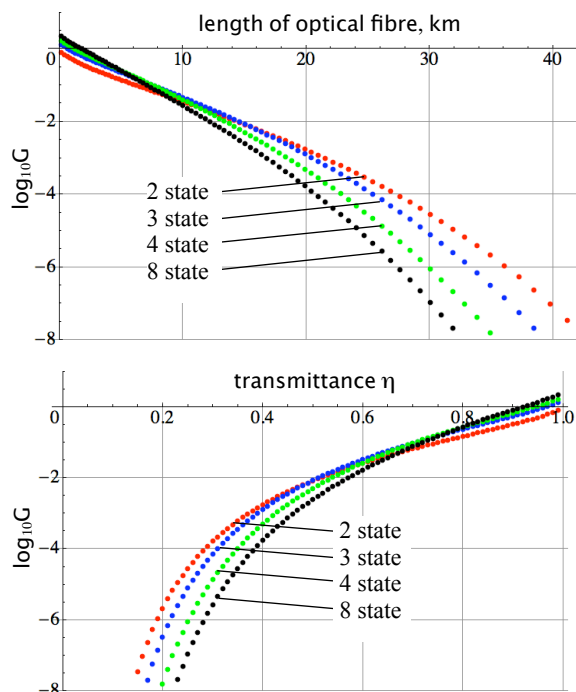 length of optical fibre, km
0 10 20 30 40
−2
−4
−6
−8
log₁₀G
2 state
3 state
4 state
8 state
transmittance η
0 0.2 0.4 0.6 0.8 1.0
−2
−4
−6
−8
log₁₀G
2 state
3 state
4 state
8 state